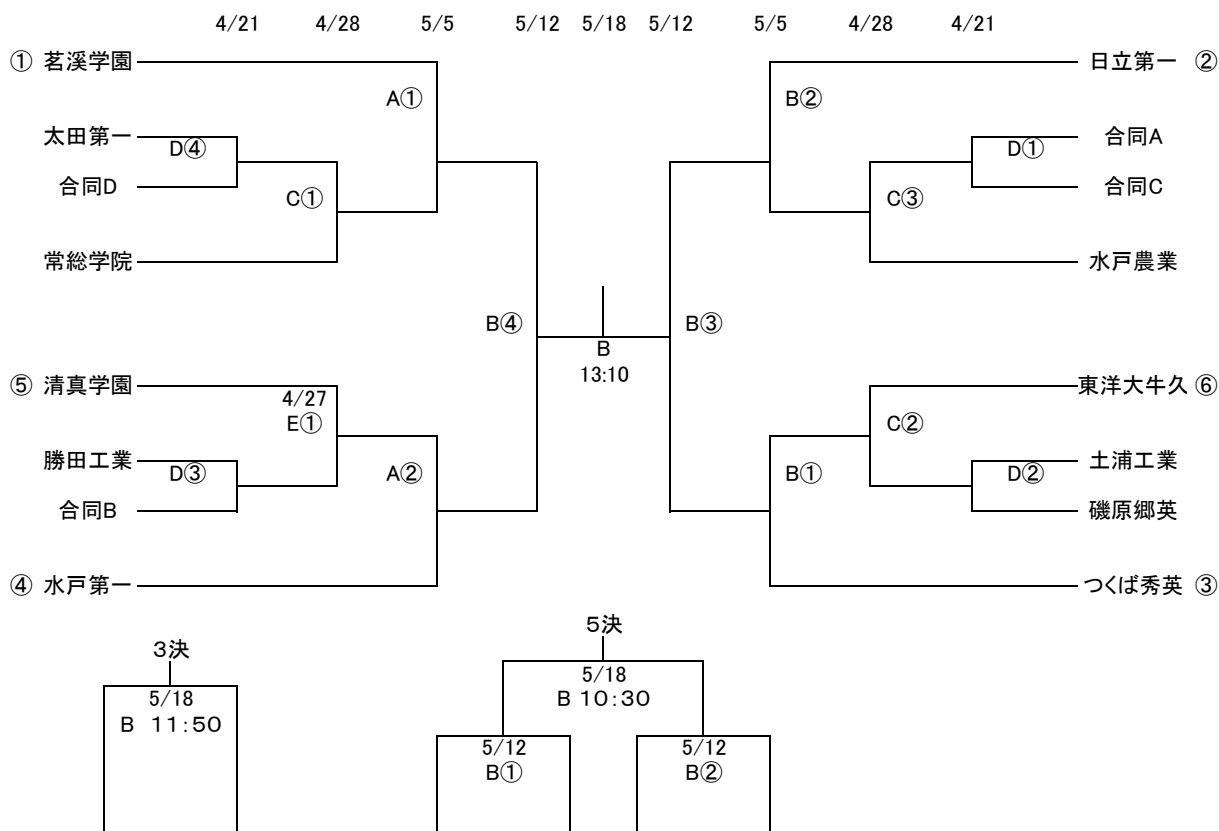 4/21 4/28 5/5 5/12 5/18 5/12 5/5 4/28 4/21
① 茗溪学園 日立第一 ②
A① B②
太田第一 合同A
D④ D①
合同D 合同C
C① C③
常総学院 水戸農業
B④ B③
B
13:10
⑤ 清真学園 東洋大牛久 ⑥
4/27
E① C②
勝田工業 土浦工業
D③ A② B① D②
合同B 磯原郷英
④ 水戸第一 つくば秀英 ③
5決
3決
5/18 5/18
B 10:30
B 11:50
5/12 5/12
B① B②